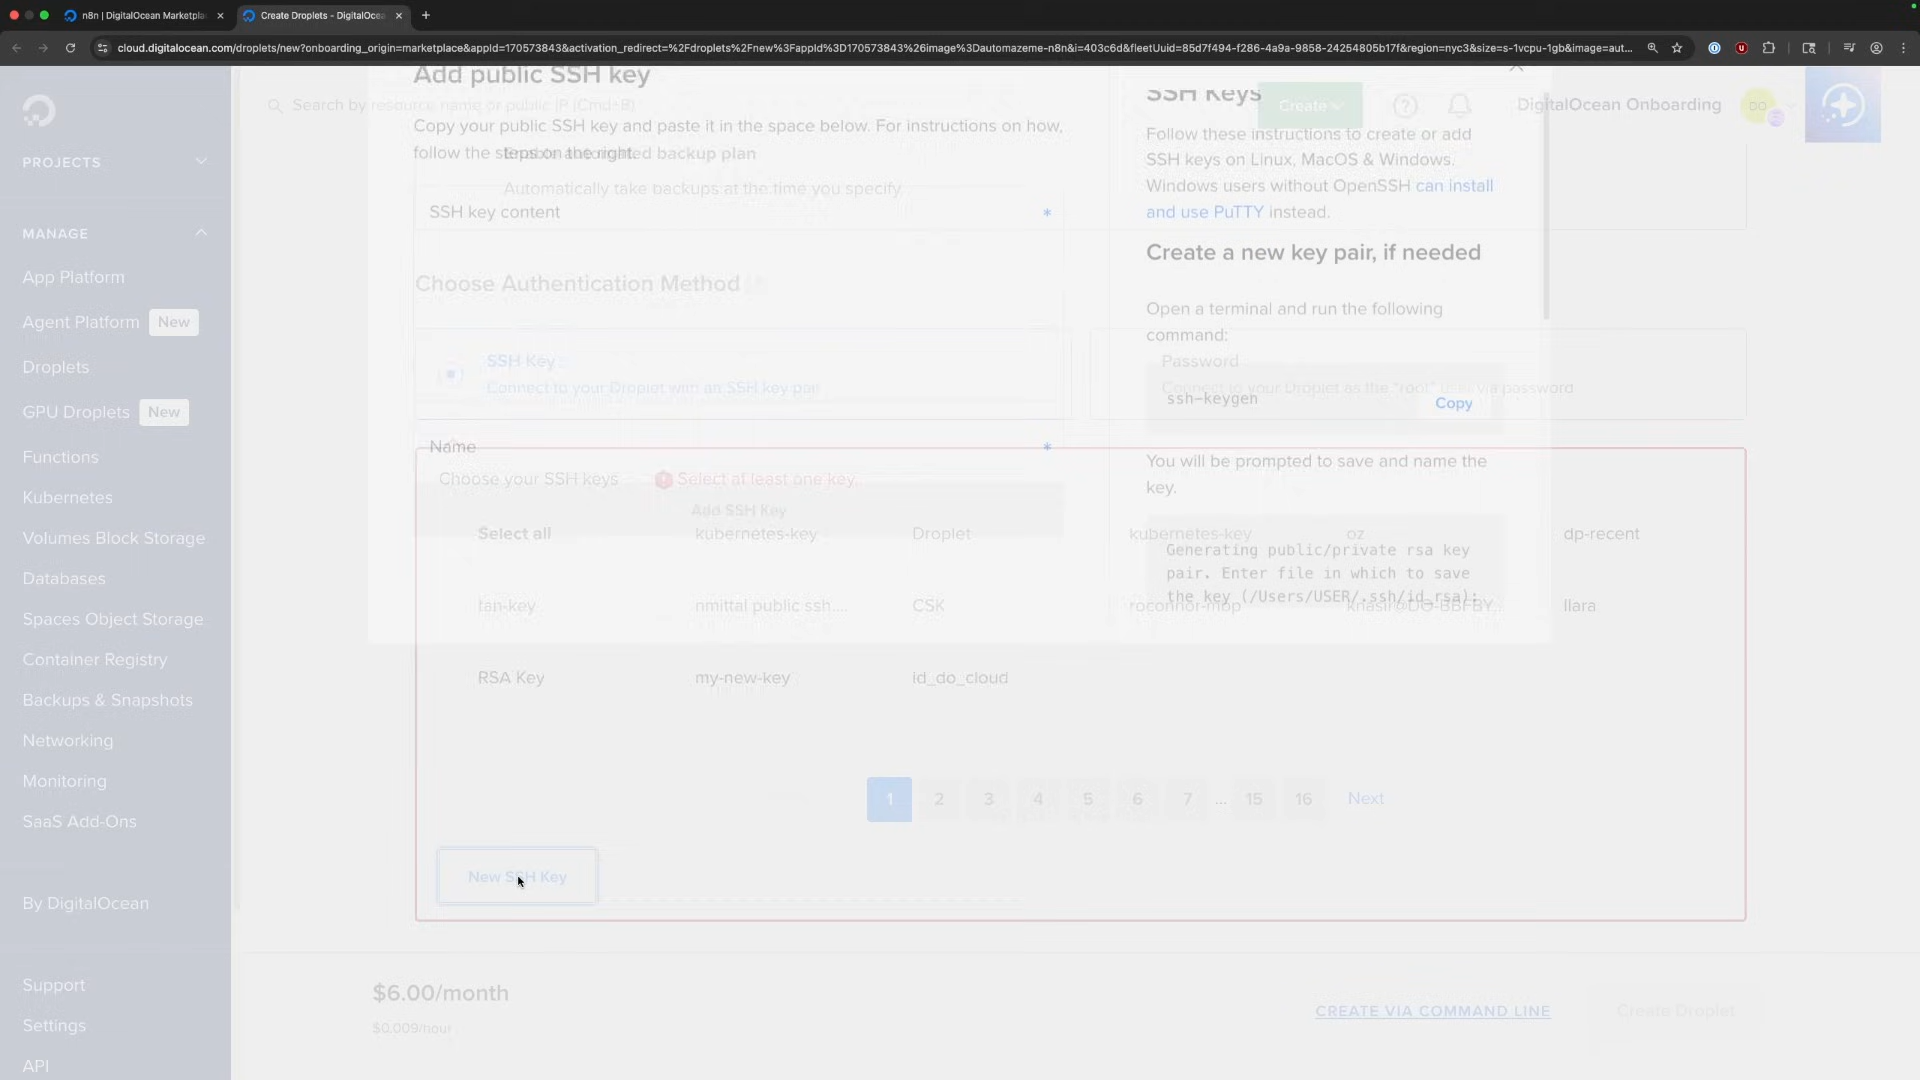 n8n | DigitalOcean Marketpla
Create Droplets - DigitalOcea
cloud.digitalocean.com/droplets/new?onboarding_origin=marketplace&appId=170573843&activation_redirect=%2Fdroplets%2Fnew%3FappId%3D170573843%26image%3Dautomazeme-n8n&i=403c6d&fleetUuid=85d7f494-f286-4a9a-9858-24254805b17f&region=nyc3&size=s-1vcpu-1gb&image=aut...
Add public SSH key
Search by resource name or public IP (Cmd+B)
SSH Keys
Create
DigitalOcean Onboarding
DO
Copy your public SSH key and paste it in the space below. For instructions on how,
follow the steps on the right.
Enable automated backup plan
Automatically take backups at the time you specify
SSH key content *
Follow these instructions to create or add
SSH keys on Linux, MacOS & Windows.
Windows users without OpenSSH can install
and use PuTTY instead.
Create a new key pair, if needed
Open a terminal and run the following
command:
ssh-keygen
Copy
You will be prompted to save and name the
key.
Generating public/private rsa key
pair. Enter file in which to save
the key (/Users/USER/.ssh/id_rsa):
PROJECTS
MANAGE
App Platform
Agent Platform New
Droplets
GPU Droplets New
Functions
Kubernetes
Volumes Block Storage
Databases
Spaces Object Storage
Container Registry
Backups & Snapshots
Networking
Monitoring
SaaS Add-Ons
By DigitalOcean
Support
Settings
API
Choose Authentication Method
SSH Key
Connect to your Droplet with an SSH key pair
Password
Connect to your Droplet as the "root" user via password
Name *
Choose your SSH keys
Select at least one key.
Add SSH Key
Select all kubernetes-key Droplet kubernetes-key oz dp-recent
tan-key nmittal public ssh.... CSK roconnor-mbp knasif@DO-BBFBY... llara
RSA Key my-new-key id_do_cloud
1 2 3 4 5 6 7 ... 15 16 Next
New SSH Key
$6.00/month
$0.009/hour
CREATE VIA COMMAND LINE
Create Droplet